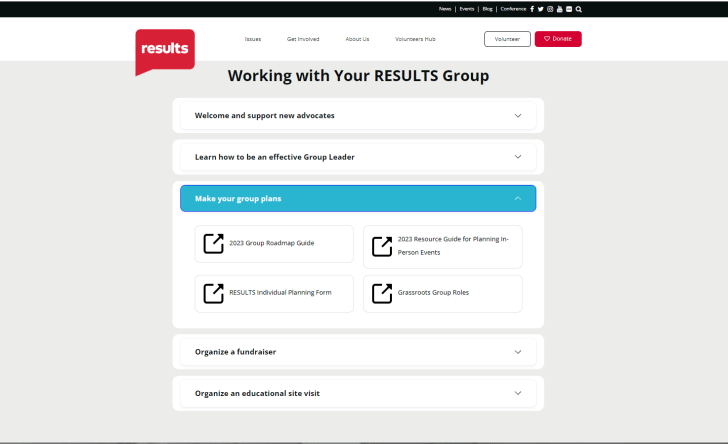 News | Events | Blog | Conference
results
Issues
Get Involved
About Us
Volunteers Hub
Volunteer
Donate
Working with Your RESULTS Group
Welcome and support new advocates
Learn how to be an effective Group Leader
Make your group plans
2023 Group Roadmap Guide
2023 Resource Guide for Planning In-
Person Events
RESULTS Individual Planning Form
Grassroots Group Roles
Organize a fundraiser
Organize an educational site visit